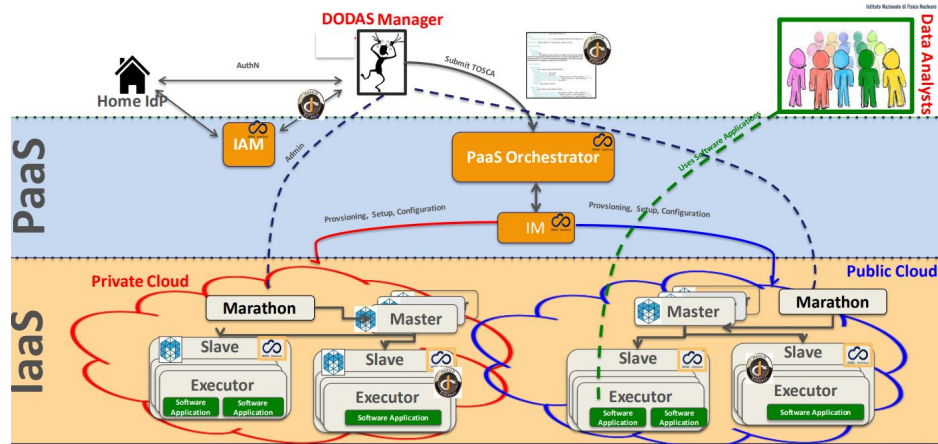 Istituto Nazionale di Fisica Nucleare
DODAS Manager
Data Analysts
AuthN
Submit TOSCA
Home IdP
IAM
PaaS
Admin
PaaS Orchestrator
Uses Software Applications
Provsioning, Setup, Configuration
IM
Provsioning, Setup, Configuration
IaaS
Private Cloud
Public Cloud
Marathon
Master
Master
Marathon
Slave
Slave
Slave
Slave
Executor
Executor
Executor
Executor
Software
Application
Software
Application
Software Application
Software
Application
Software
Application
Software Application